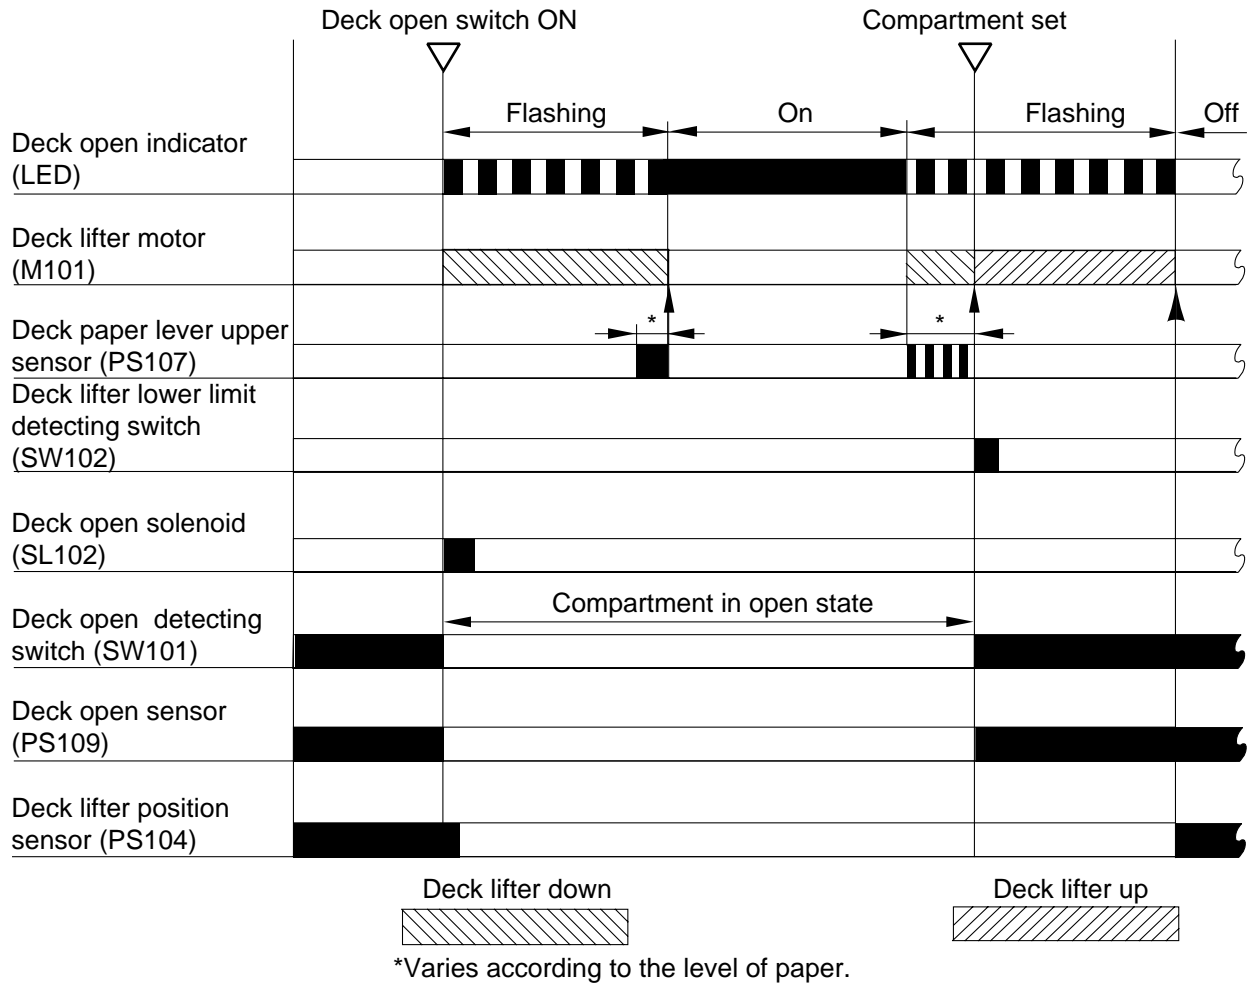 Deck open switch ON
Compartment set
Flashing
On
Flashing
Off
Deck open indicator
(LED)
Deck lifter motor
(M101)
Deck paper lever upper
sensor (PS107)
*
*
Deck lifter lower limit
detecting switch
(SW102)
Deck open solenoid
(SL102)
Compartment in open state
Deck open  detecting
switch (SW101)
Deck open sensor
(PS109)
Deck lifter position
sensor (PS104)
Deck lifter down
Deck lifter up
*Varies according to the level of paper.